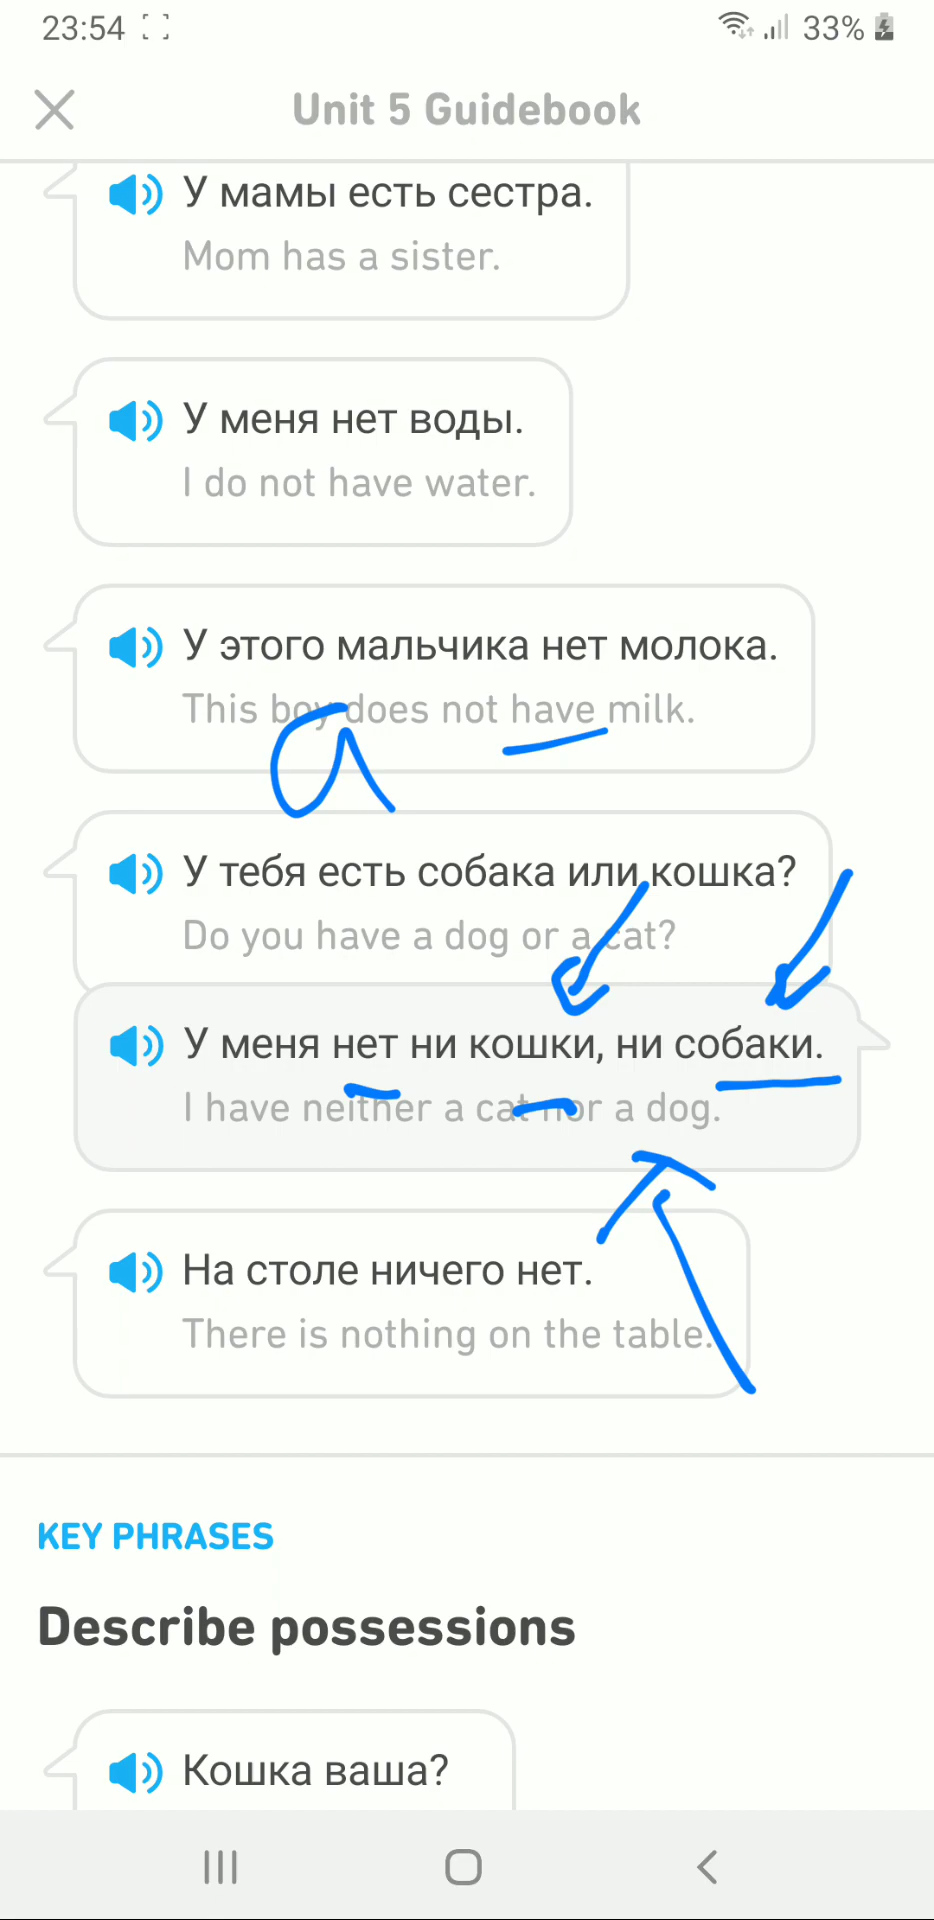 23:54
33%
Unit 5 Guidebook
У мамы есть сестра.
Mom has a sister.
У меня нет воды.
I do not have water.
У этого мальчика нет молока.
This boy does not have milk.
a
У тебя есть собака или кошка?
Do you have a dog or a cat?
У меня нет ни кошки, ни собаки.
I have neither a cat nor a dog.
На столе ничего нет.
There is nothing on the table.
KEY PHRASES
Describe possessions
Кошка ваша?